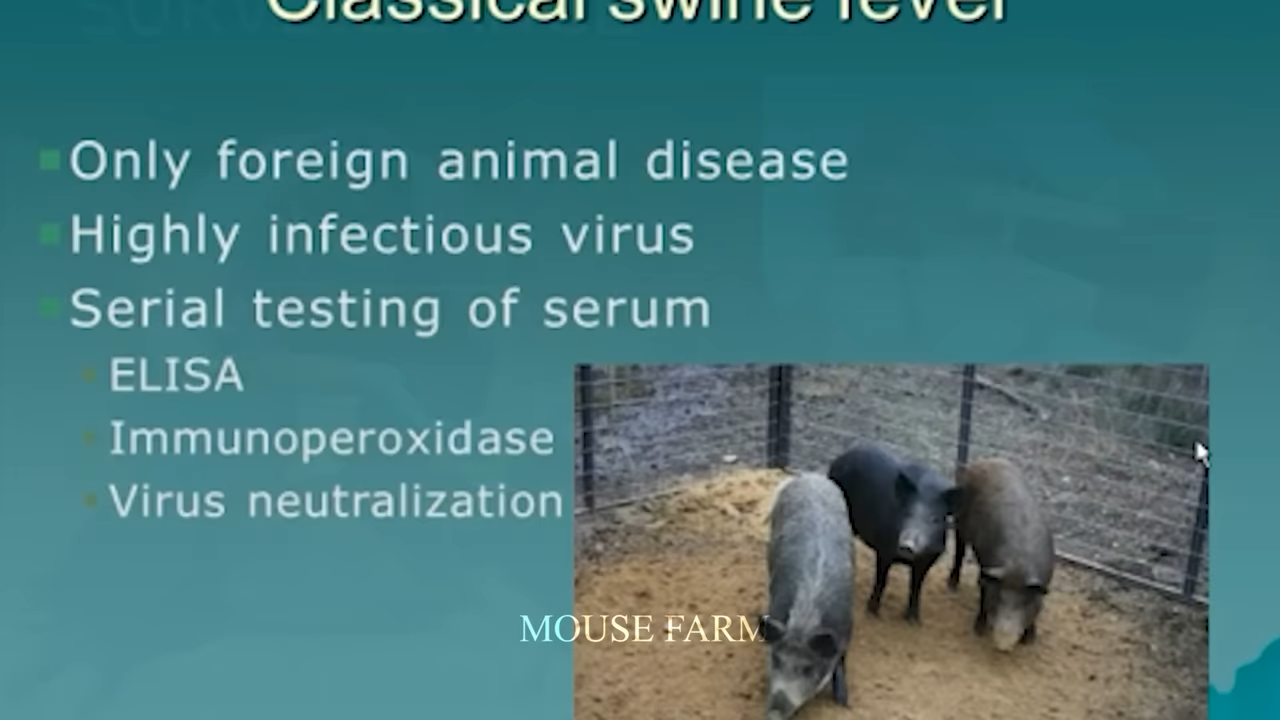 Classical swine fever
Only foreign animal disease
Highly infectious virus
Serial testing of serum
ELISA
Immunoperoxidase
Virus neutralization
MOUSE FARM